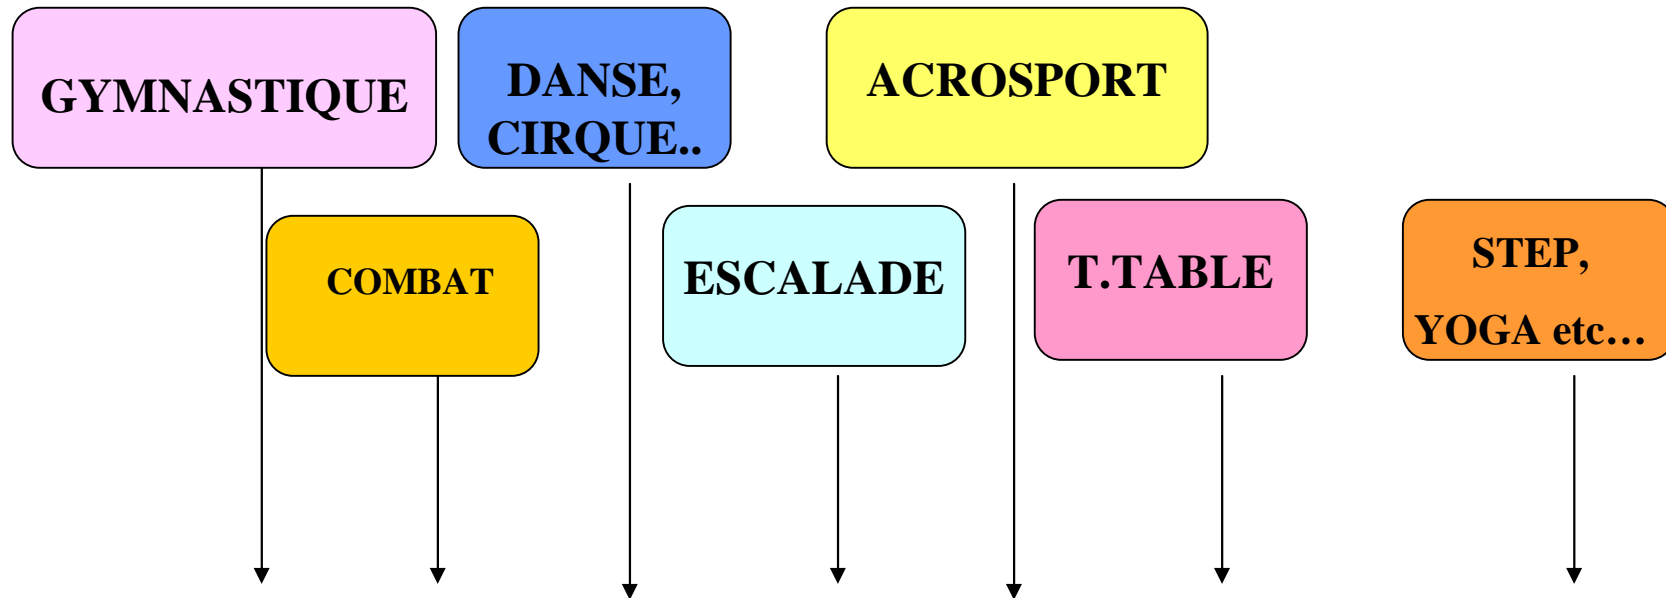 GYMNASTIQUE
DANSE,
CIRQUE..
ACROSPORT
COMBAT
ESCALADE
T.TABLE
STEP,
YOGA etc…